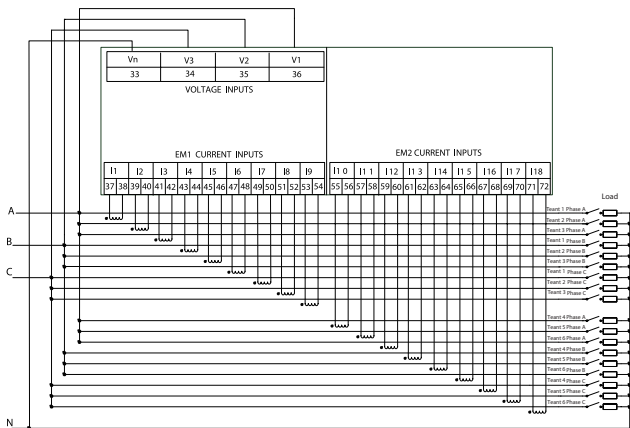 Vn V3 V2 V1
33 34 35 36
VOLTAGE INPUTS
EM1 CURRENT INPUTS
EM2 CURRENT INPUTS
I1 I2 I3 I4 I5 I6 I7 I8 I9
I1 0 I1 1 I12 I1 3 I14 I1 5 I16 I1 7 I18
37 38 39 40 41 42 43 44 45 46 47 48 49 50 51 52 53 54
55 56 57 58 59 60 61 62 63 64 65 66 67 68 69 70 71 72
Load
A
B
C
N
Teant 1 Phase A
Teant 2 Phase A
Teant 3 Phase A
Teant 1 Phase B
Teant 2 Phase B
Teant 3 Phase B
Teant 1 Phase C
Teant 2 Phase C
Teant 3 Phase C
Teant 4 Phase A
Teant 5 Phase A
Teant 6 Phase A
Teant 4 Phase B
Teant 5 Phase B
Teant 6 Phase B
Teant 4 Phase C
Teant 5 Phase C
Teant 6 Phase C